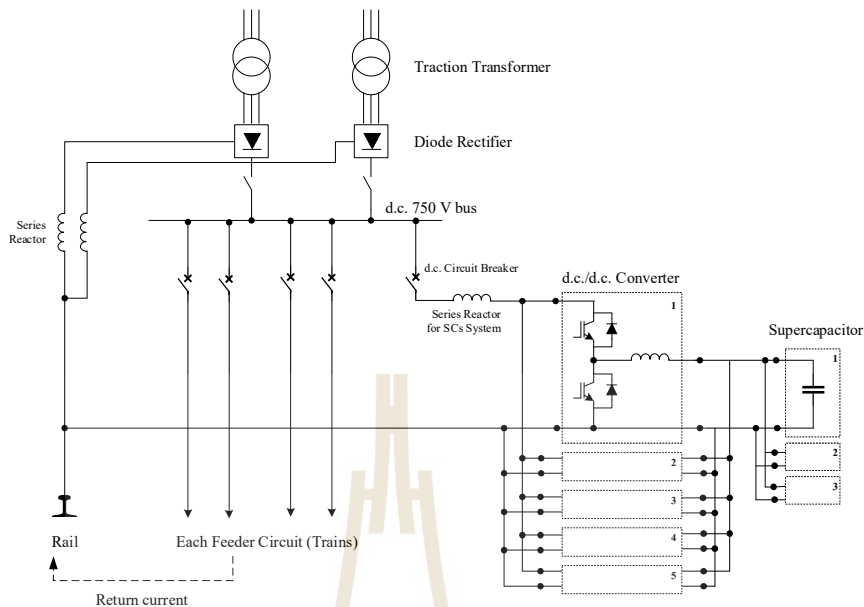 Traction Transformer
Diode Rectifier
d.c. 750 V bus
Series
Reactor
d.c. Circuit Breaker
d.c./d.c. Converter
1
Series Reactor
for SCs System
Supercapacitor
1
2
3
2
3
4
5
Rail
Each Feeder Circuit (Trains)
Return current